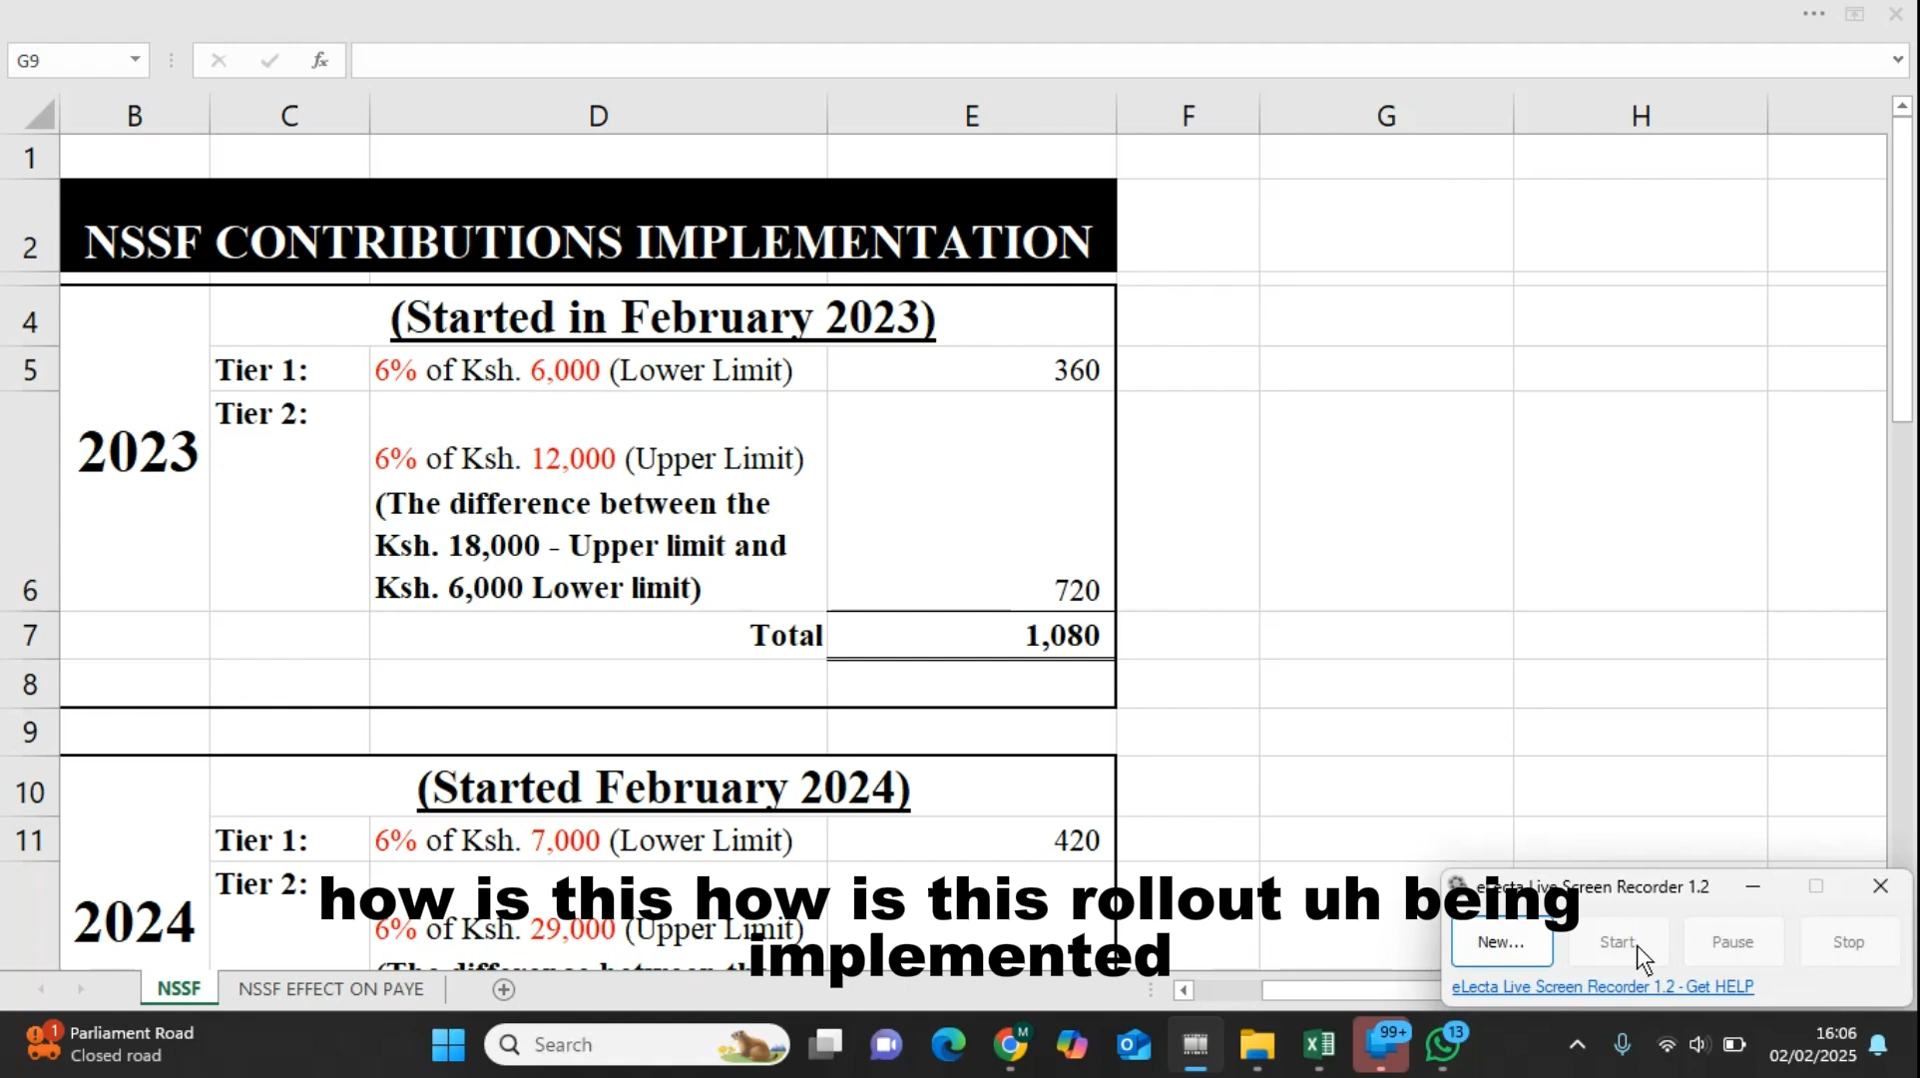 G9
fx
B C D E F G H
1
2 NSSF CONTRIBUTIONS IMPLEMENTATION
4 (Started in February 2023)
5 Tier 1: 6% of Ksh. 6,000 (Lower Limit) 360
Tier 2:
2023
6% of Ksh. 12,000 (Upper Limit)
(The difference between the
Ksh. 18,000 - Upper limit and
6 Ksh. 6,000 Lower limit) 720
7 Total 1,080
8
9
10 (Started February 2024)
11 Tier 1: 6% of Ksh. 7,000 (Lower Limit) 420
Tier 2:
2024
6% of Ksh. 29,000 (Upper Limit)
how is this how is this rollout uh being
implemented
eLecta Live Screen Recorder 1.2
New... Start Pause Stop
eLecta Live Screen Recorder 1.2 - Get HELP
NSSF NSSF EFFECT ON PAYE
1
Parliament Road
Closed road
Search
M
99+
13
16:06
02/02/2025